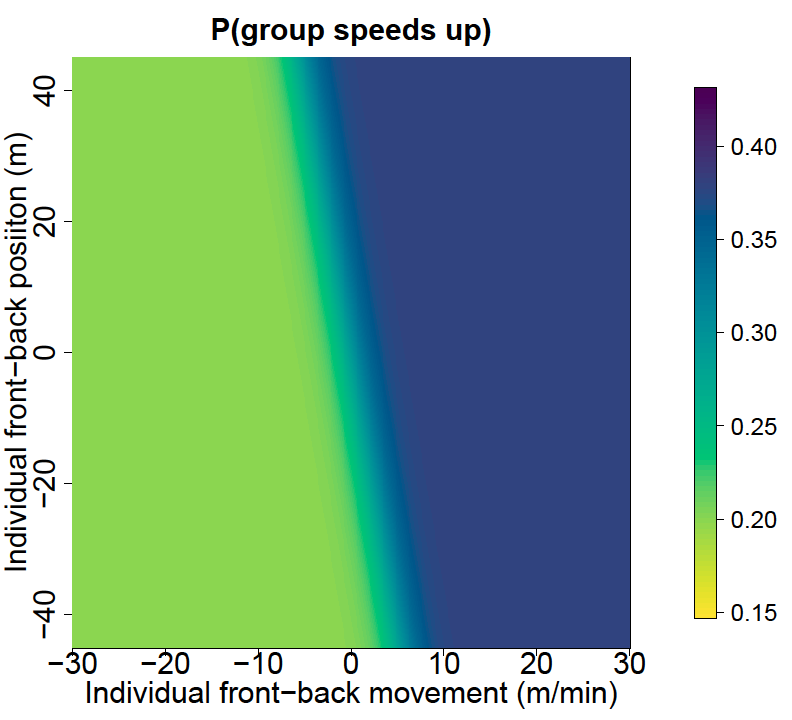 P(group speeds up)
Individual front−back posiiton (m)
40
20
0
−20
−40
−30 −20 −10 0 10 20 30
Individual front−back movement (m/min)
0.40
0.35
0.30
0.25
0.20
0.15